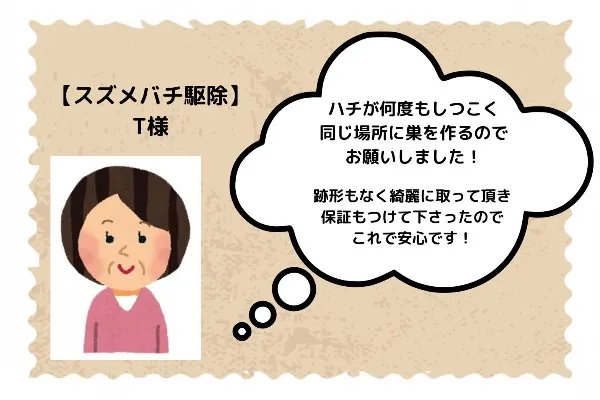 【スズメバチ駆除】
T様
ハチが何度もしつこく
同じ場所に巣を作るので
お願いしました！
跡形もなく綺麗に取って頂き
保証もつけて下さったので
これで安心です！